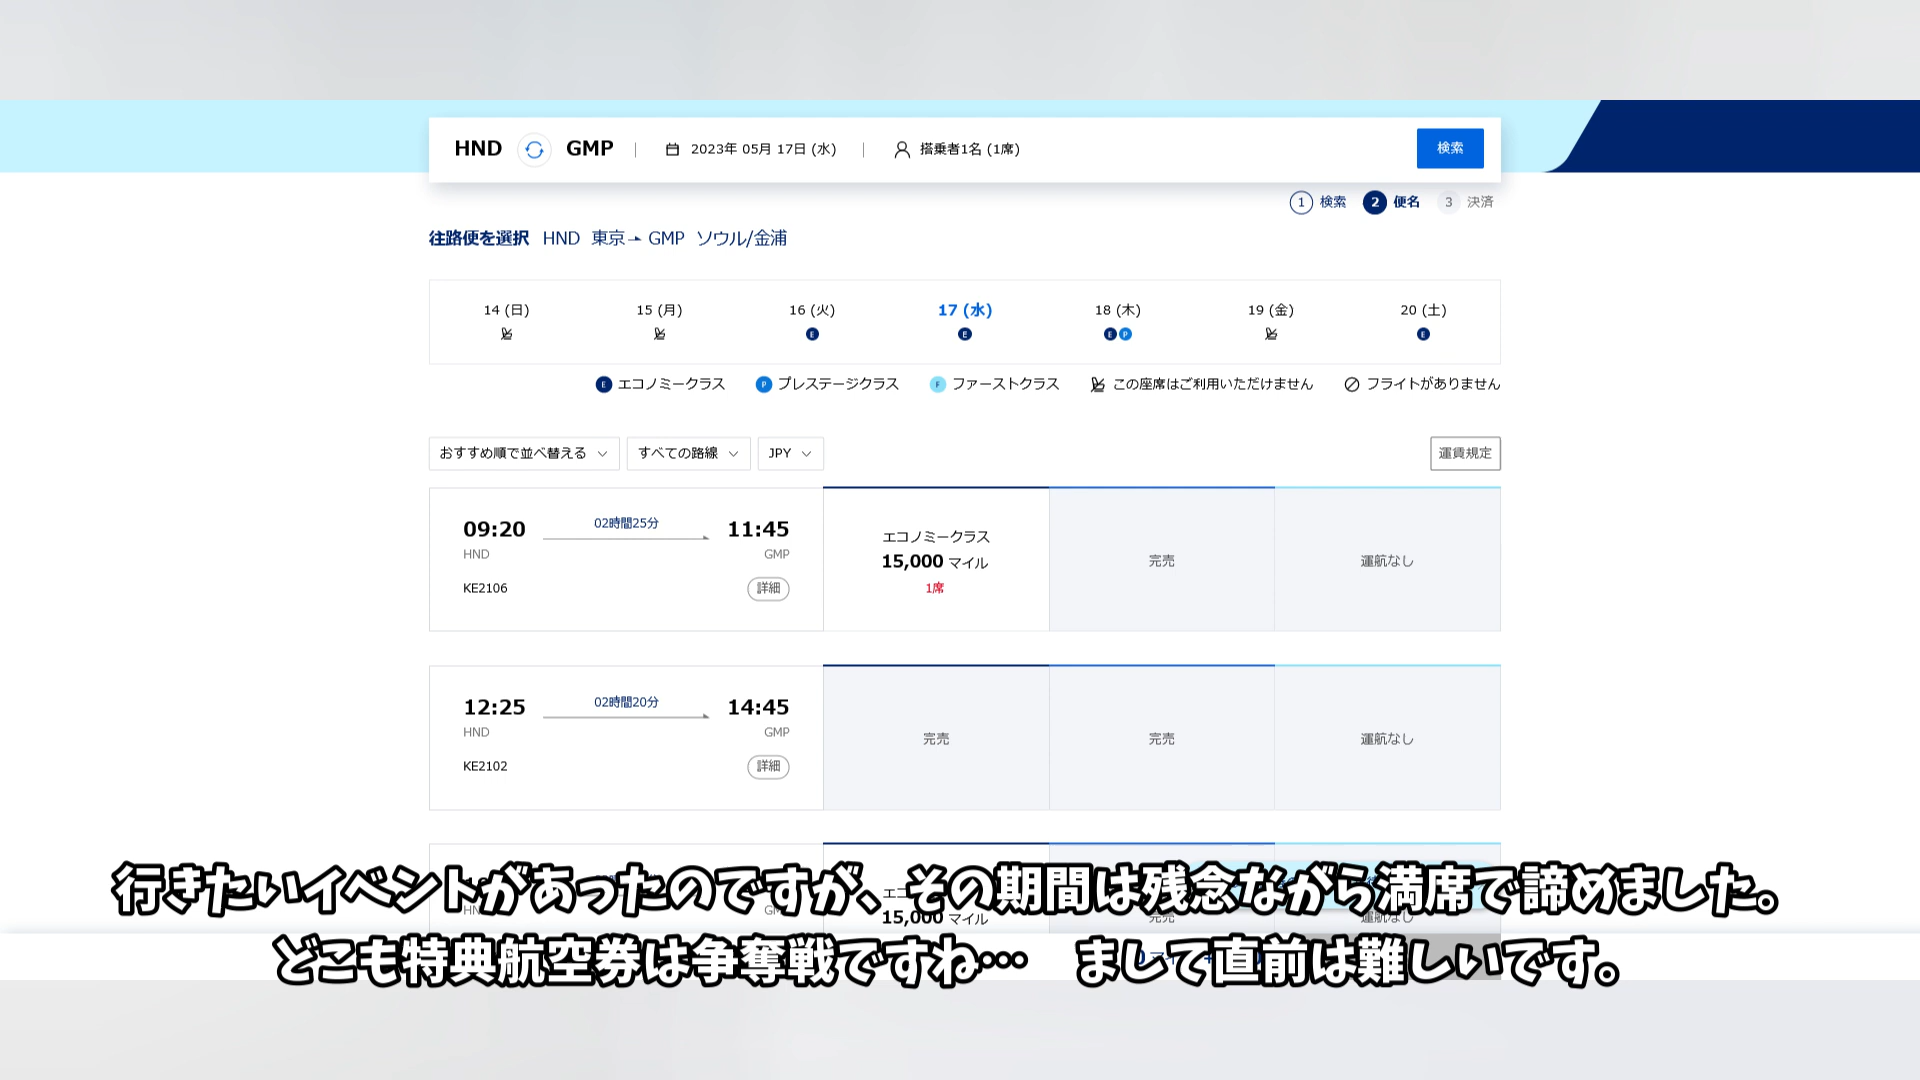 HND GMP 2023年 05月 17日 (水) 搭乗者1名 (1席) 検索
1 検索 2 便名 3 決済
往路便を選択 HND 東京 GMP ソウル/金浦
14 (日) 15 (月) 16 (火) 17 (水) 18 (木) 19 (金) 20 (土)
E E E P E
E エコノミークラス P プレステージクラス F ファーストクラス この座席はご利用いただけません フライトがありません
おすすめ順で並べ替える すべての路線 JPY 運賃規定
09:20 02時間25分 11:45
HND GMP
KE2106 詳細
エコノミークラス
15,000 マイル
1席
完売
運航なし
12:25 02時間20分 14:45
HND GMP
KE2102 詳細
完売
完売
運航なし
15,000 マイル
完売
運航なし
行きたいイベントがあったのですが、その期間は残念ながら満席で諦めました。
どこも特典航空券は争奪戦ですね… まして直前は難しいです。